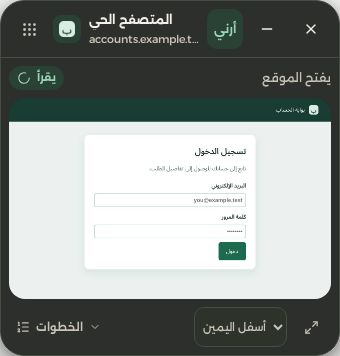 المتصفح الحي
accounts.example.t...
أرني
ب
يفتح الموقع
يقرأ
بوابة الحساب
ب
تسجيل الدخول
تابع إلى حسابك للوصول إلى تفاصيل الطلب.
البريد الإلكتروني
you@example.test
كلمة المرور
••••••••
دخول
الخطوات
أسفل اليمين